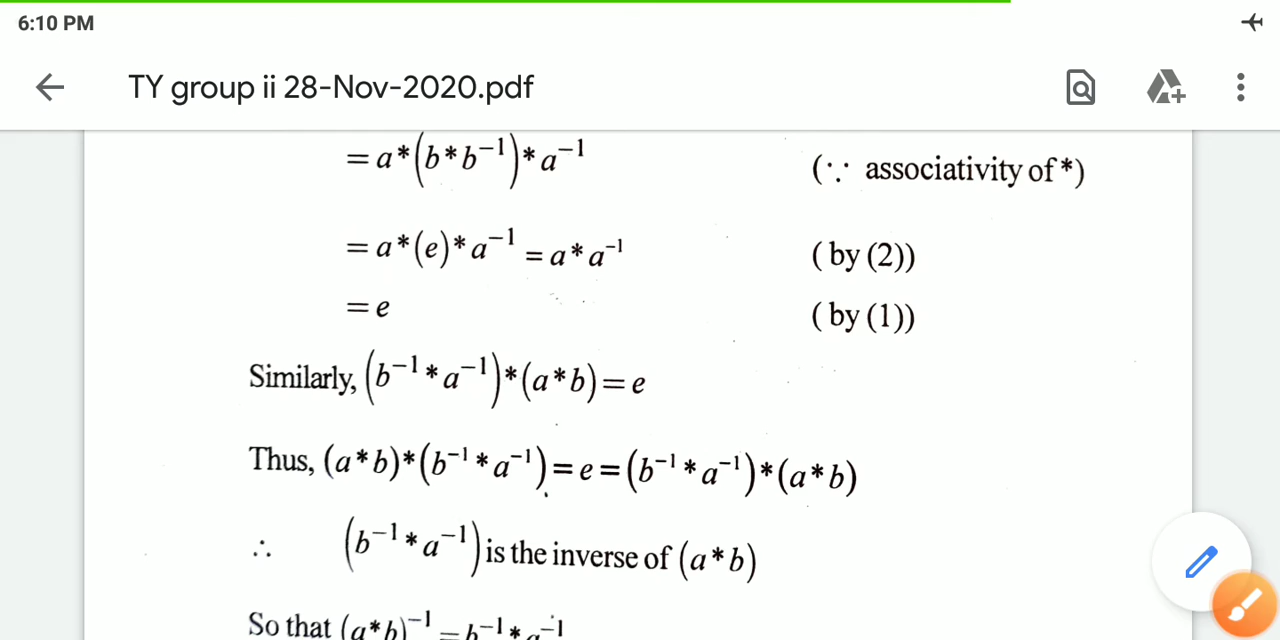 6:10 PM
TY group ii 28-Nov-2020.pdf
= a*(b*b⁻¹)*a⁻¹ (∵ associativity of *)
= a*(e)*a⁻¹ = a*a⁻¹ (by (2))
= e (by (1))
Similarly, (b⁻¹*a⁻¹)*(a*b) = e
Thus, (a*b)*(b⁻¹*a⁻¹) = e = (b⁻¹*a⁻¹)*(a*b)
∴ (b⁻¹*a⁻¹) is the inverse of (a*b)
So that (a*b)⁻¹ = b⁻¹*a⁻¹